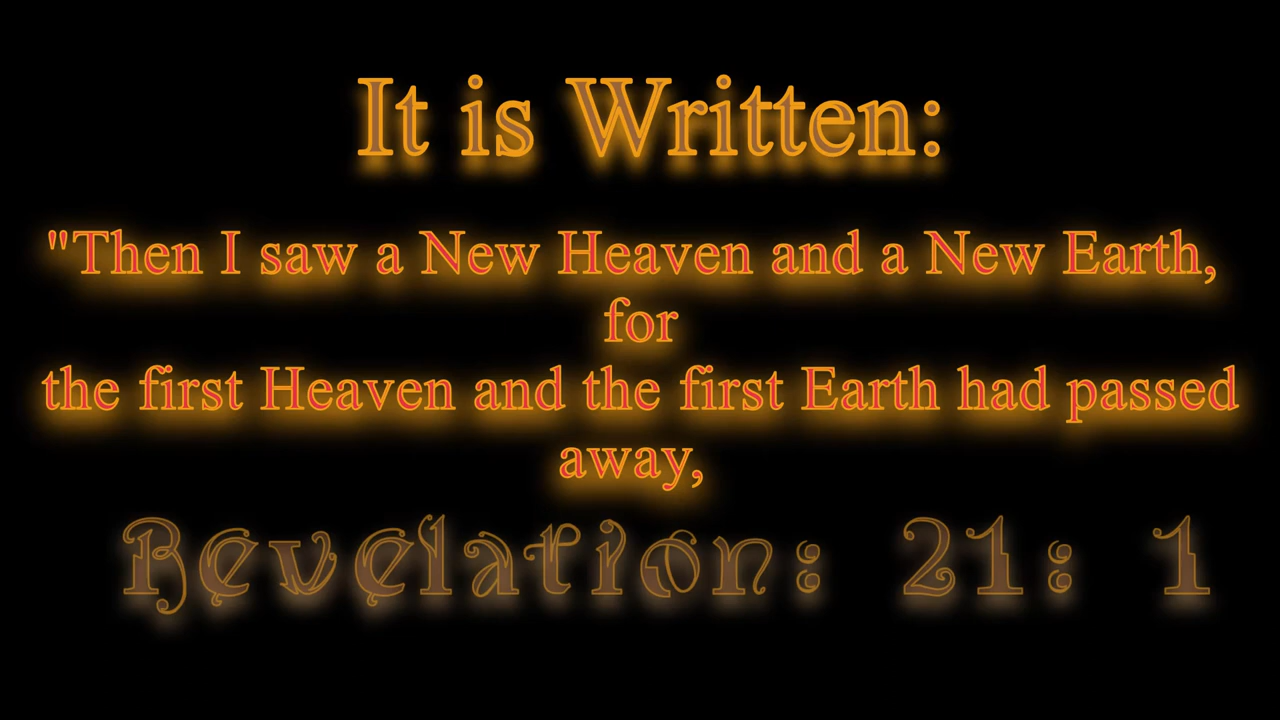 It is Written:
"Then I saw a New Heaven and a New Earth,
for
the first Heaven and the first Earth had passed
away,
Revelation: 21: 1